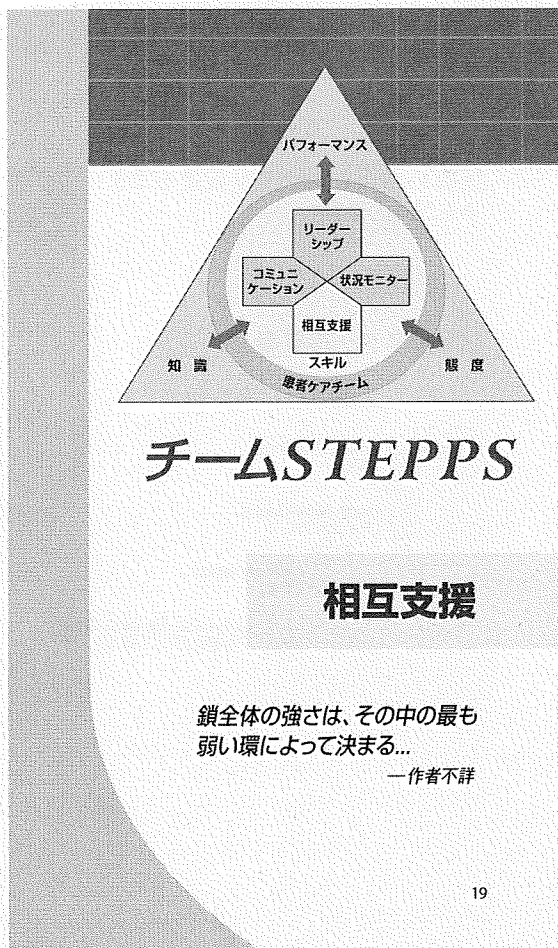 パフォーマンス
リーダー
シップ
コミュニ
ケーション
状況モニター
相互支援
スキル
知 識
態 度
患者ケアチーム
チームSTEPPS
相互支援
鎖全体の強さは、その中の最も
弱い環によって決まる...
—作者不詳
19